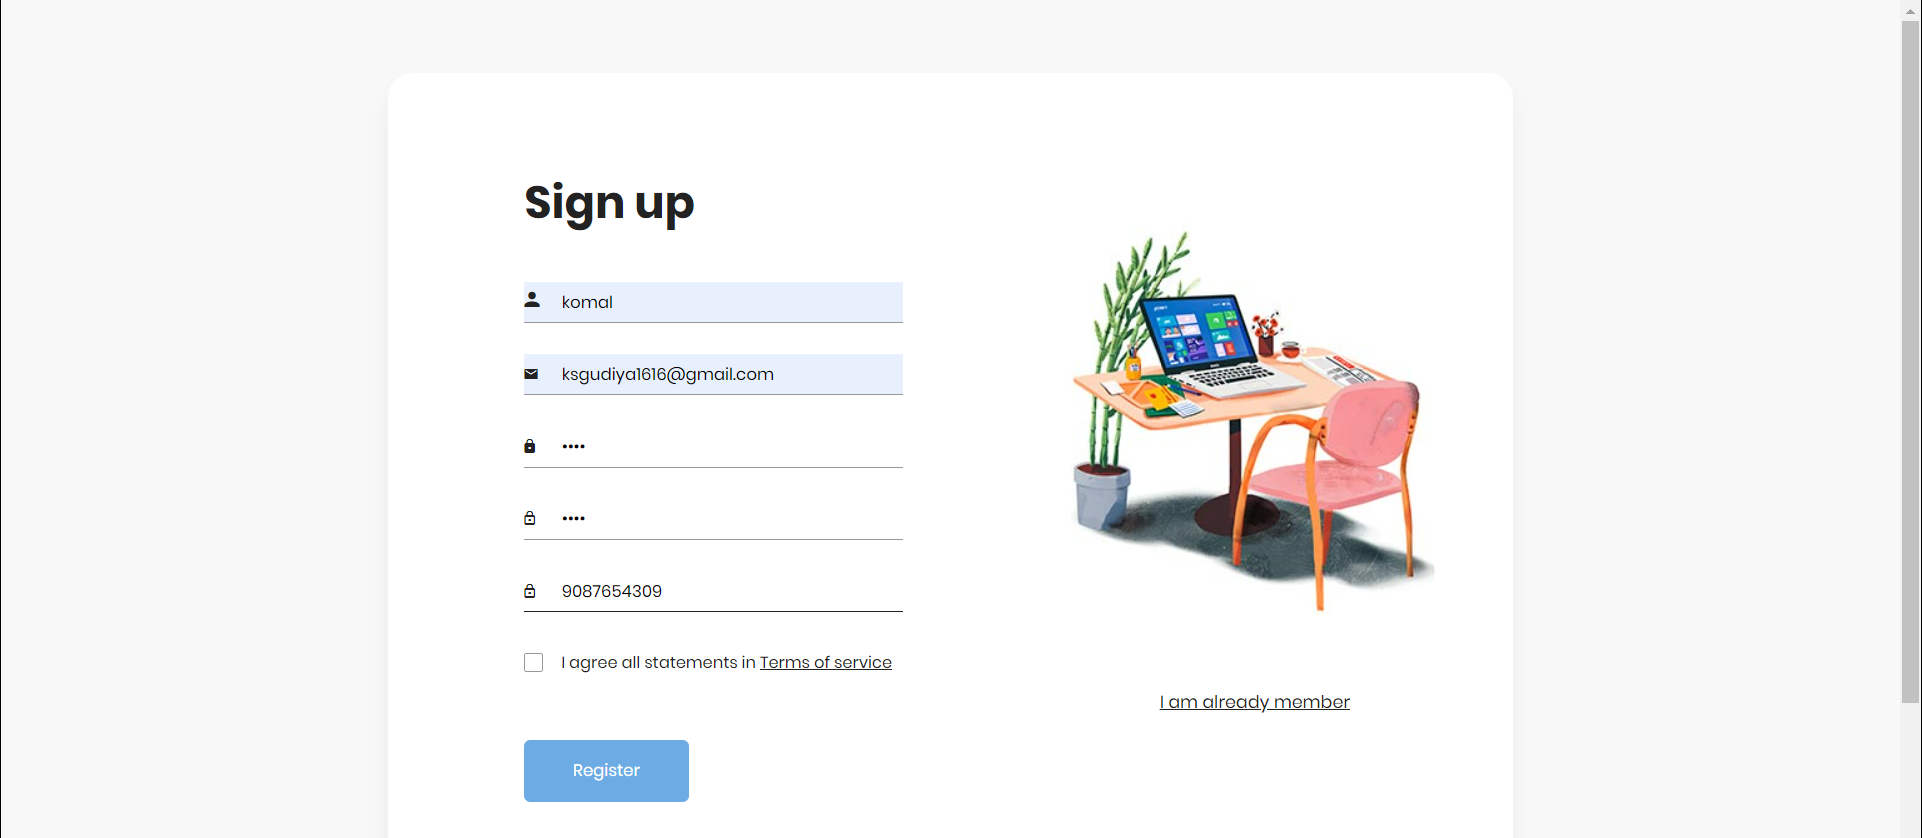 Sign up
komal
ksgudiya1616@gmail.com
••••
••••
9087654309
I agree all statements in Terms of service
I am already member
Register